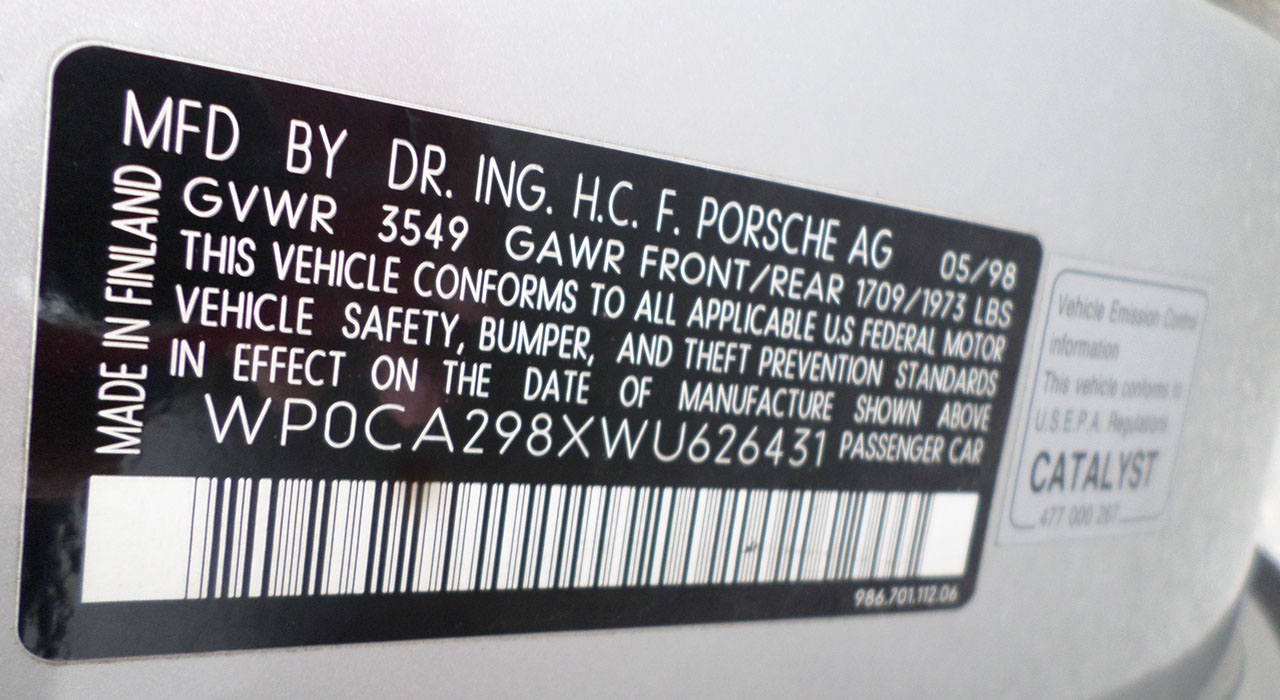 MFD BY DR. ING. H.C. F. PORSCHE AG 05/98
GVWR 3549 GAWR FRONT/REAR 1709/1973 LBS
THIS VEHICLE CONFORMS TO ALL APPLICABLE U.S FEDERAL MOTOR
VEHICLE SAFETY, BUMPER, AND THEFT PREVENTION STANDARDS
IN EFFECT ON THE DATE OF MANUFACTURE SHOWN ABOVE
WP0CA298XWU626431 PASSENGER CAR
MADE IN FINLAND
986.701.112.06
Vehicle Emission Control
information
This vehicle conforms to
U.S.E.P.A. Regulations
CATALYST
477 000 267